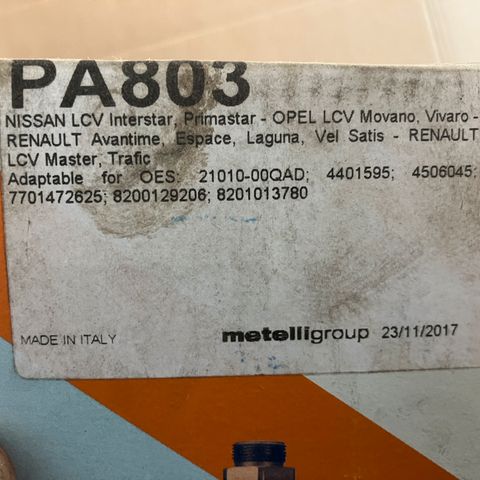 PA803
NISSAN LCV Interstar, Primastar - OPEL LCV Movano, Vivaro -
RENAULT Avantime, Espace, Laguna, Vel Satis - RENAULT
LCV Master, Trafic
Adaptable for OES: 21010-00QAD; 4401595; 4506045;
7701472625; 8200129206; 8201013780
MADE IN ITALY
metelligroup 23/11/2017